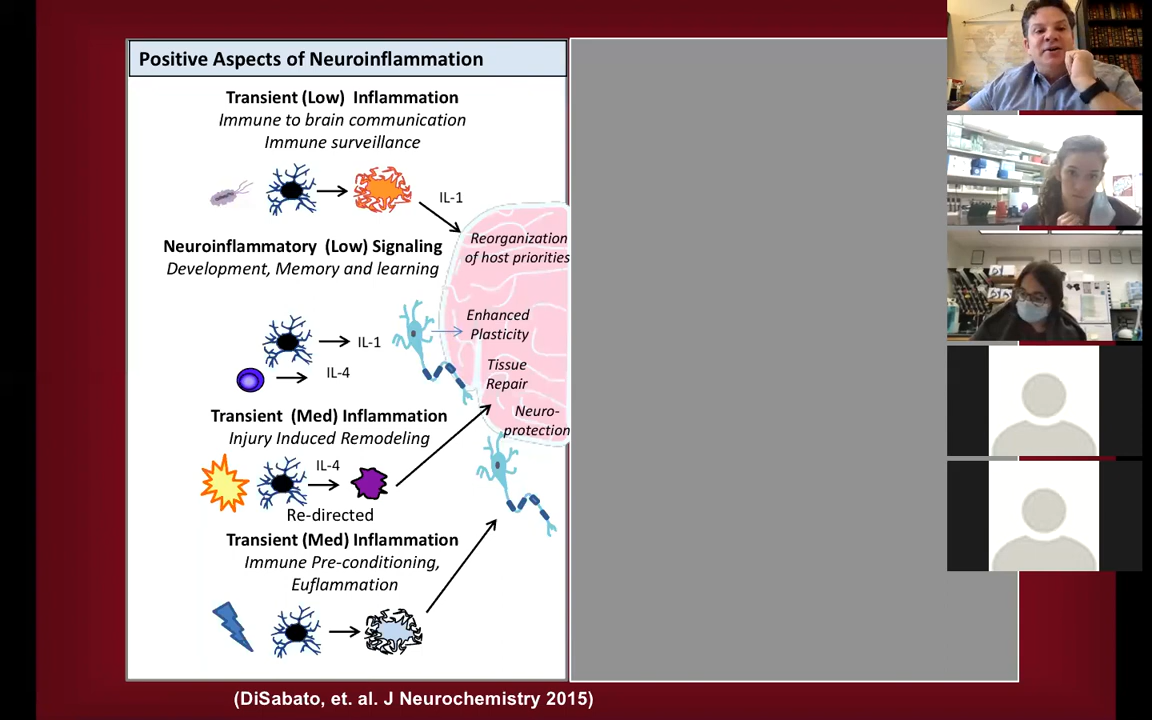 Positive Aspects of Neuroinflammation
Transient (Low) Inflammation
Immune to brain communication
Immune surveillance
IL-1
Reorganization
of host priorities
Neuroinflammatory (Low) Signaling
Development, Memory and learning
Enhanced
Plasticity
IL-1
IL-4
Tissue
Repair
Neuro-
protection
Transient (Med) Inflammation
Injury Induced Remodeling
IL-4
Re-directed
Transient (Med) Inflammation
Immune Pre-conditioning,
Euflammation
(DiSabato, et. al. J Neurochemistry 2015)